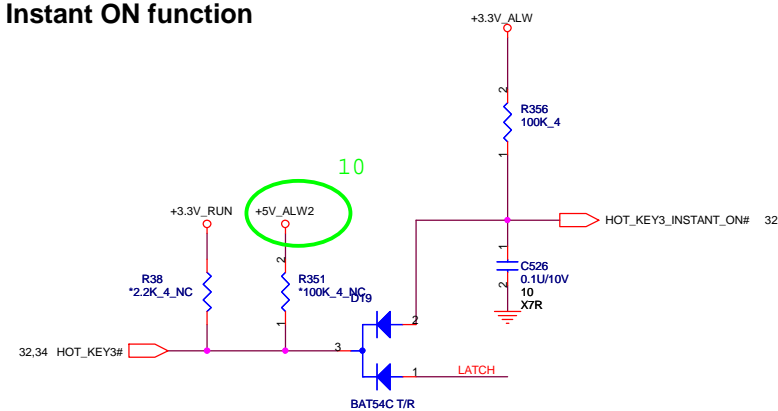 Instant ON function
+3.3V_ALW
2
R356
100K_4
1
10
+3.3V_RUN
+5V_ALW2
HOT_KEY3_INSTANT_ON# 32
R38
*2.2K_4_NC
2
R351
*100K_4_NC
1
1
C526
0.1U/10V
2
10
X7R
D19
2
32,34 HOT_KEY3#
3
1
LATCH
BAT54C T/R